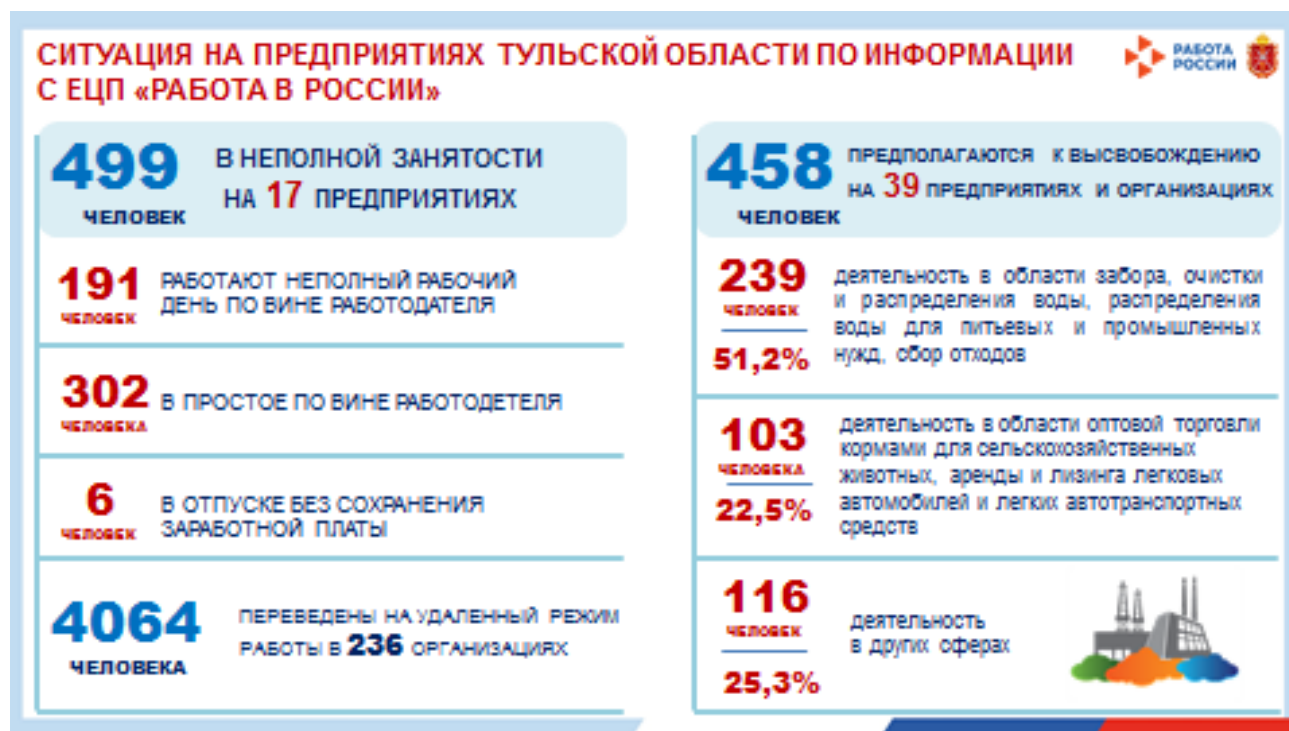 СИТУАЦИЯ НА ПРЕДПРИЯТИЯХ ТУЛЬСКОЙ ОБЛАСТИ ПО ИНФОРМАЦИИ
С ЕЦП «РАБОТА В РОССИИ»
РАБОТА
РОССИИ
499
ЧЕЛОВЕК
В НЕПОЛНОЙ ЗАНЯТОСТИ
НА 17 ПРЕДПРИЯТИЯХ
191
ЧЕЛОВЕК
РАБОТАЮТ НЕПОЛНЫЙ РАБОЧИЙ
ДЕНЬ ПО ВИНЕ РАБОТОДАТЕЛЯ
302
ЧЕЛОВЕКА
В ПРОСТОЕ ПО ВИНЕ РАБОТОДЕТЕЛЯ
6
ЧЕЛОВЕК
В ОТПУСКЕ БЕЗ СОХРАНЕНИЯ
ЗАРАБОТНОЙ ПЛАТЫ
4064
ЧЕЛОВЕКА
ПЕРЕВЕДЕНЫ НА УДАЛЕННЫЙ РЕЖИМ
РАБОТЫ В 236 ОРГАНИЗАЦИЯХ
458
ЧЕЛОВЕК
ПРЕДПОЛАГАЮТСЯ К ВЫСВОБОЖДЕНИЮ
НА 39 ПРЕДПРИЯТИЯХ И ОРГАНИЗАЦИЯХ
239
ЧЕЛОВЕК
51,2%
деятельность в области забора, очистки
и распределения воды, распределения
воды для питьевых и промышленных
нужд, сбор отходов
103
ЧЕЛОВЕКА
22,5%
деятельность в области оптовой торговли
кормами для сельскохозяйственных
животных, аренды и лизинга легковых
автомобилей и легких автотранспортных
средств
116
ЧЕЛОВЕК
25,3%
деятельность
в других сферах